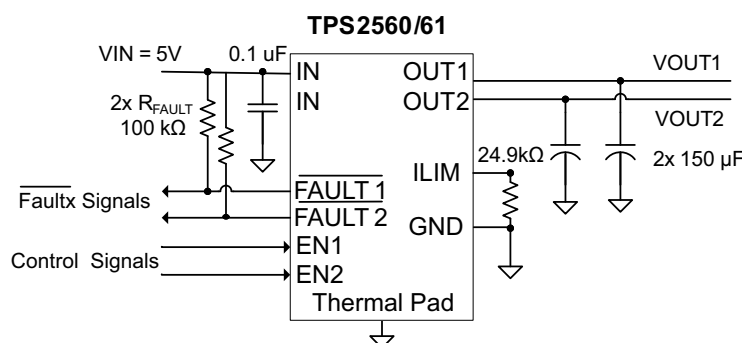 TPS2560/61
VIN = 5V
0.1 uF
2x RFAULT
100 kΩ
IN
IN
OUT1
OUT2
VOUT1
VOUT2
24.9kΩ
2x 150 µF
ILIM
Faultx Signals
FAULT 1
FAULT 2
GND
Control Signals
EN1
EN2
Thermal Pad